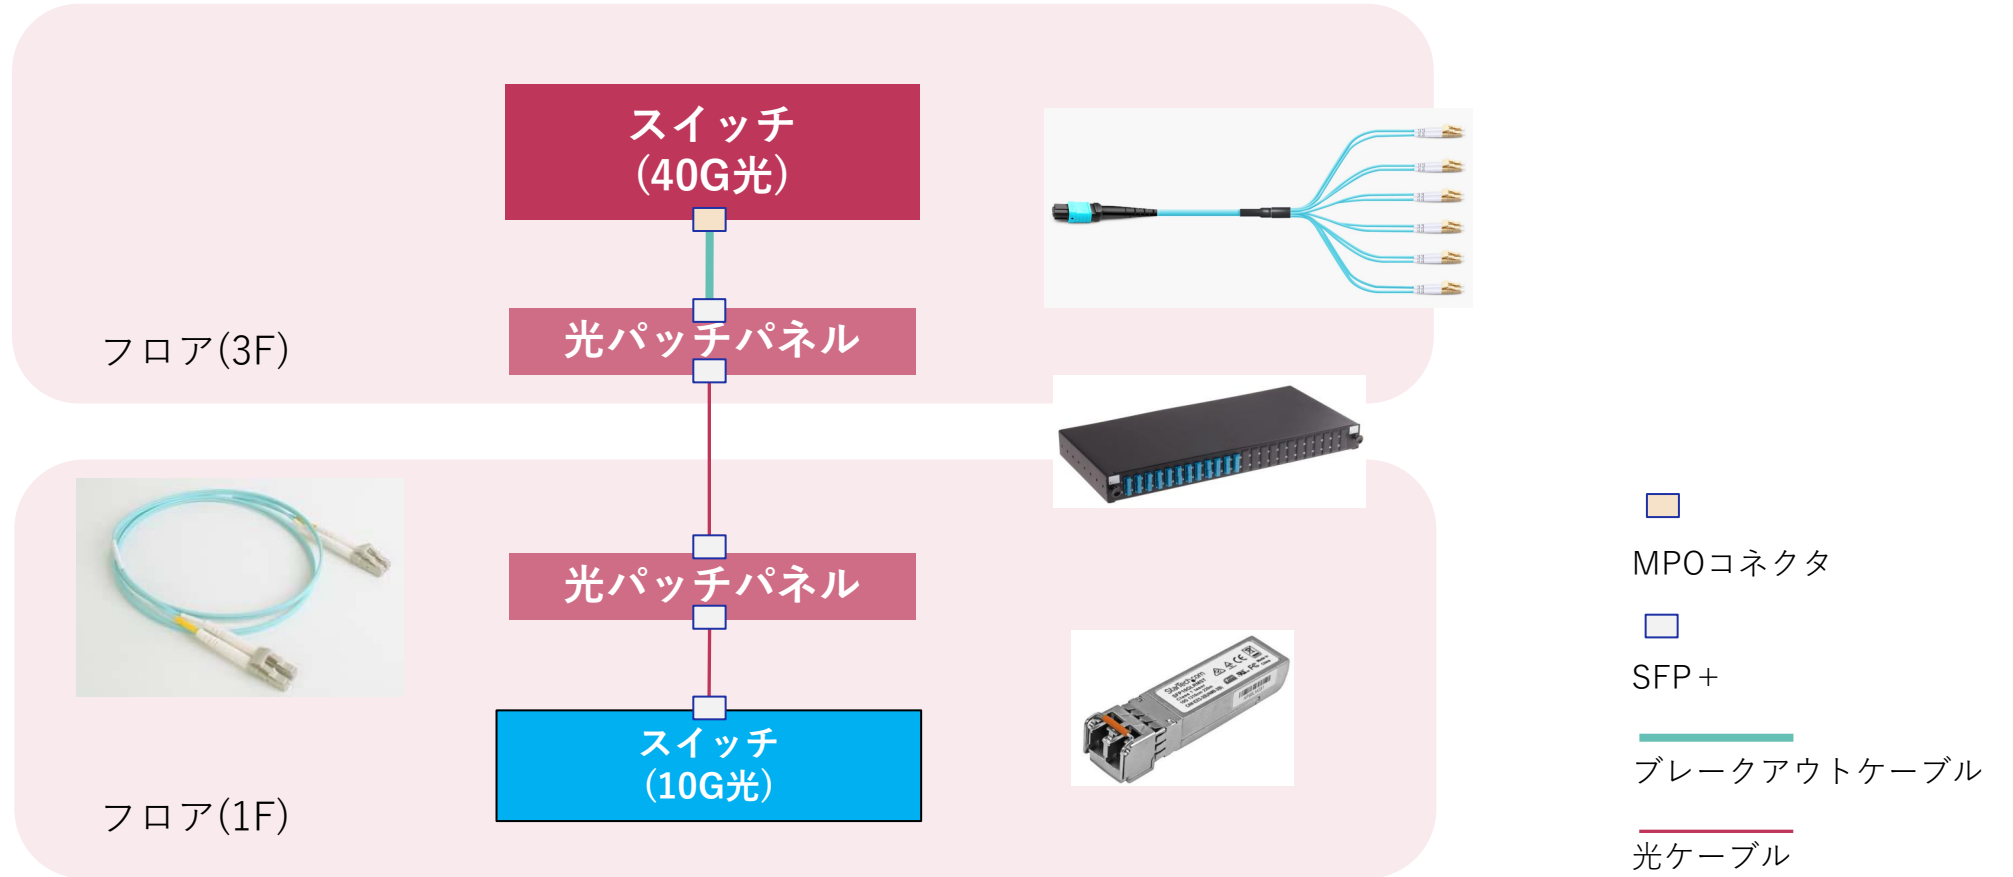 スイッチ
(40G光)
光パッチパネル
フロア(3F)
光パッチパネル
スイッチ
(10G光)
フロア(1F)
StarTech.com
MPOコネクタ
SFP+
ブレークアウトケーブル
光ケーブル